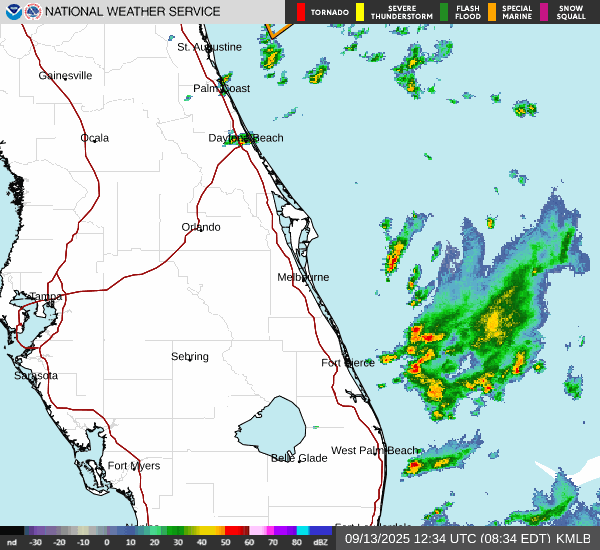 NATIONAL WEATHER SERVICE
TORNADO
SEVERE THUNDERSTORM
FLASH FLOOD
SPECIAL MARINE
SNOW SQUALL
St. Augustine
Gainesville
Palm Coast
Ocala
Daytona Beach
Orlando
Melbourne
Tampa
Sebring
Fort Pierce
Sarasota
West Palm Beach
Belle Glade
Fort Myers
nd -30 -20 -10 0 10 20 30 40 50 60 70 80 dBZ
09/13/2025 12:34 UTC (08:34 EDT) KMLB